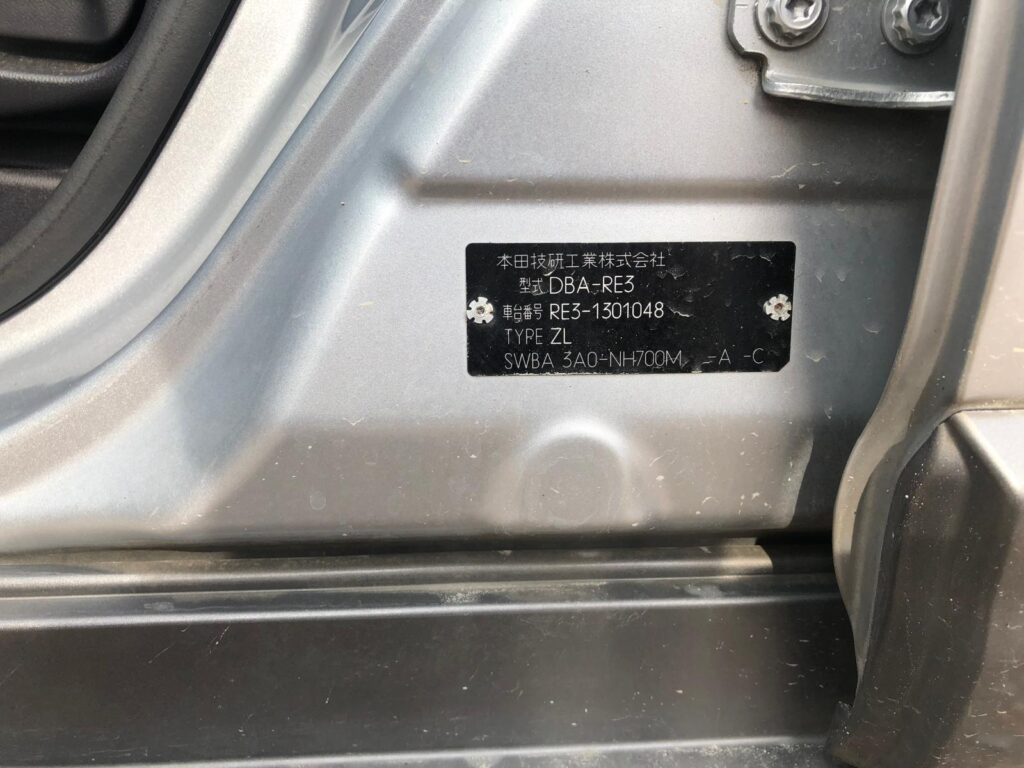 本田技研工業株式会社
型式 DBA-RE3
車台番号 RE3-1301048
TYPE ZL
SWBA 3A0-NH700M -A -C